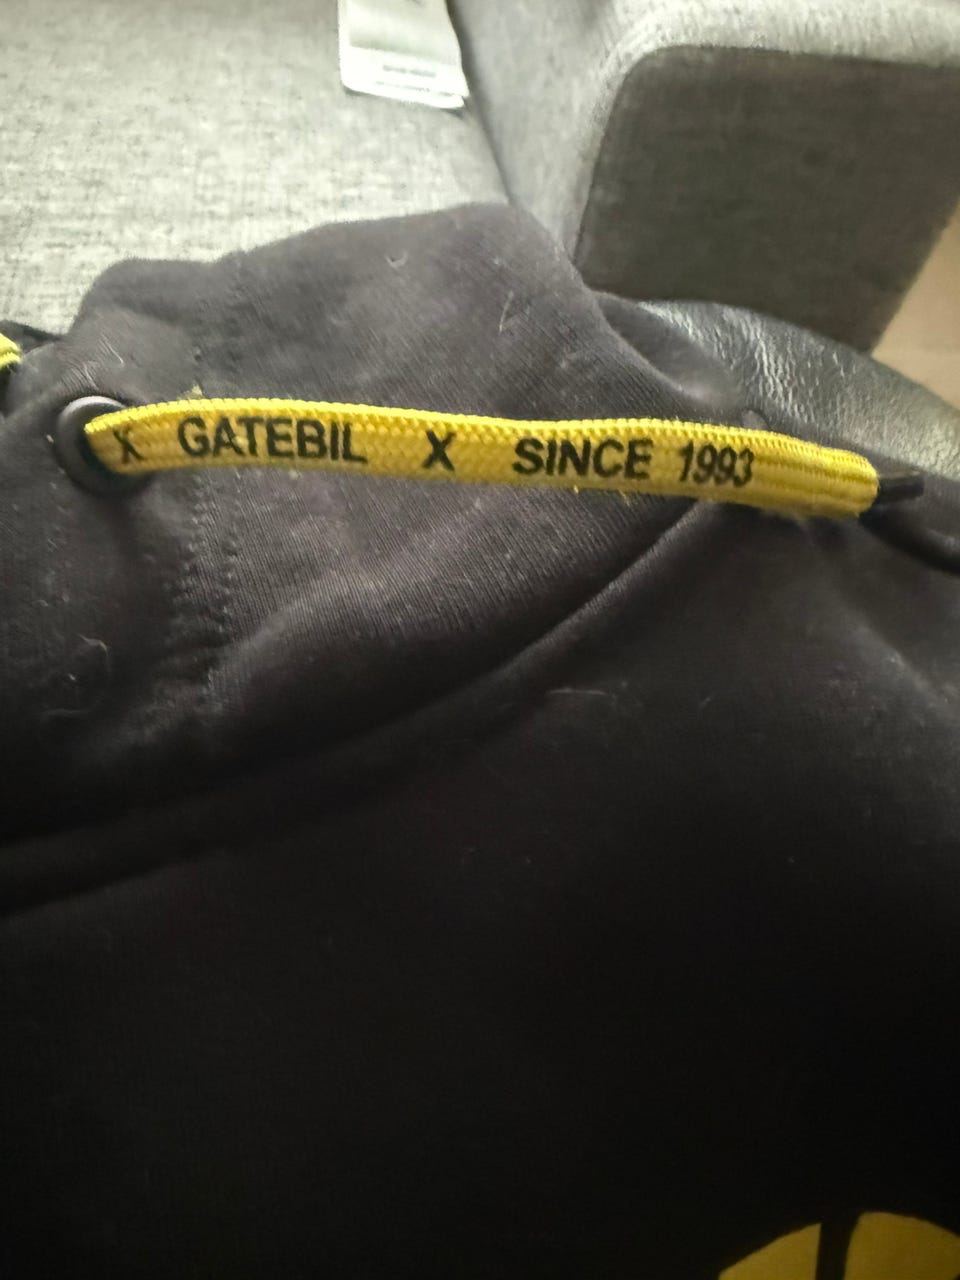 X GATEBIL X SINCE 1993